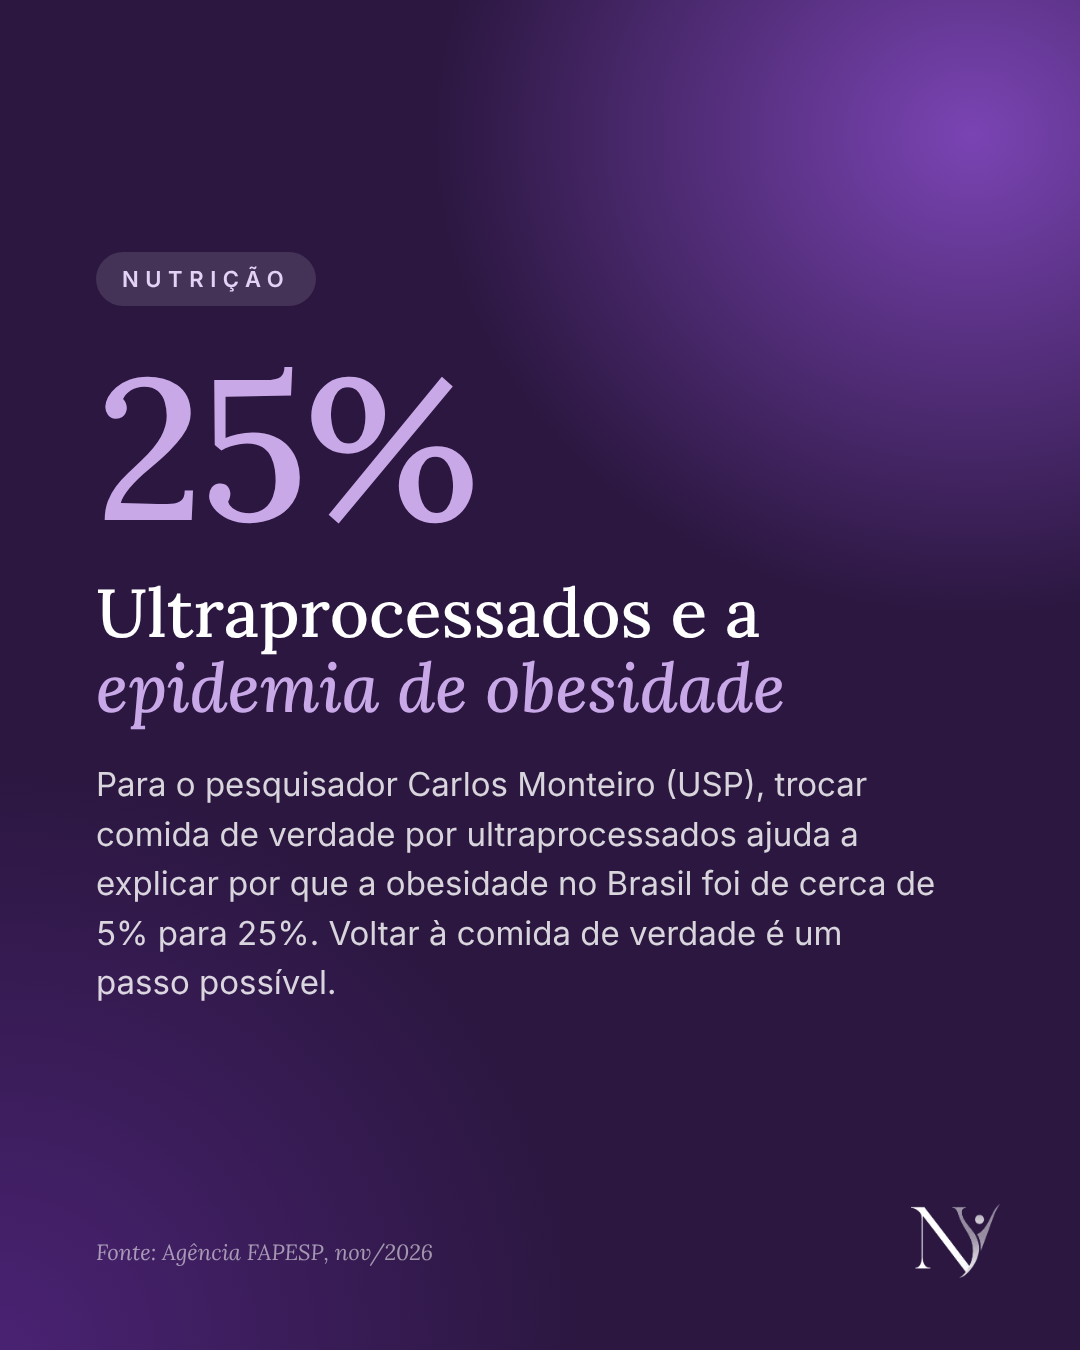 NUTRIÇÃO
25%
Ultraprocessados e a
epidemia de obesidade
Para o pesquisador Carlos Monteiro (USP), trocar
comida de verdade por ultraprocessados ajuda a
explicar por que a obesidade no Brasil foi de cerca de
5% para 25%. Voltar à comida de verdade é um
passo possível.
Fonte: Agência FAPESP, nov/2026
NY